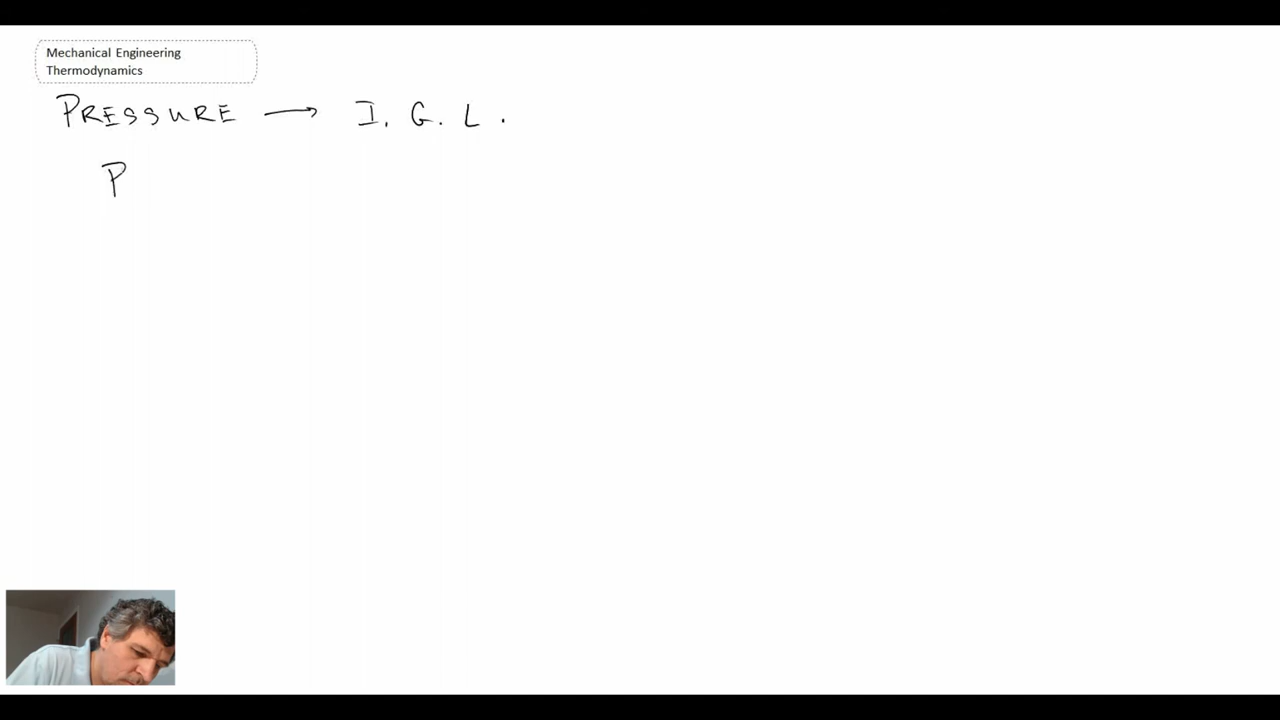 Mechanical Engineering
Thermodynamics
PRESSURE → I. G. L.
P